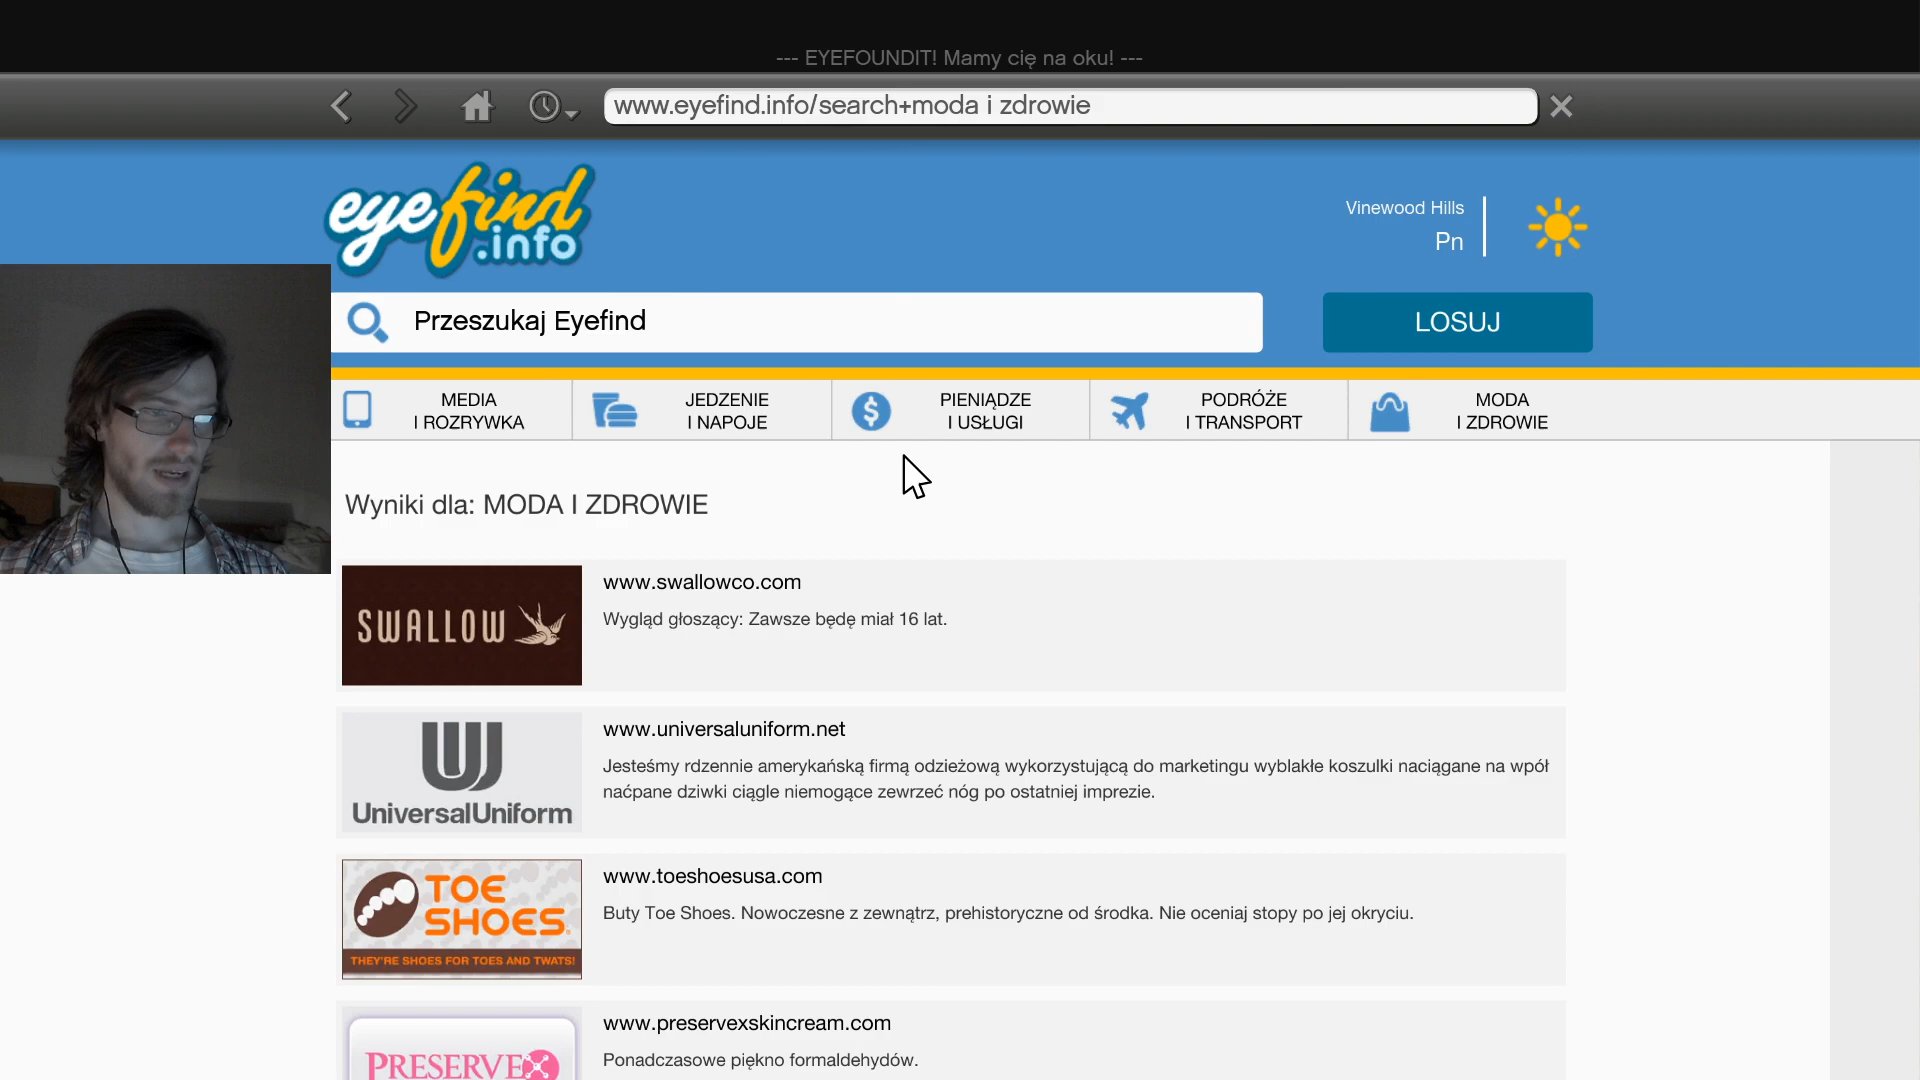 --- EYEFOUNDIT! Mamy cię na oku! ---
www.eyefind.info/search+moda i zdrowie
eyefind
.info
Vinewood Hills
Pn
Przeszukaj Eyefind
LOSUJ
MEDIA
I ROZRYWKA
JEDZENIE
I NAPOJE
PIENIĄDZE
I USŁUGI
PODRÓŻE
I TRANSPORT
MODA
I ZDROWIE
Wyniki dla: MODA I ZDROWIE
SWALLOW
www.swallowco.com
Wygląd głoszący: Zawsze będę miał 16 lat.
UniversalUniform
www.universaluniform.net
Jesteśmy rdzennie amerykańską firmą odzieżową wykorzystującą do marketingu wyblakłe koszulki naciągane na wpół
naćpane dziwki ciągle niemogące zewrzeć nóg po ostatniej imprezie.
TOE
SHOES
THEY'RE SHOES FOR TOES AND TWATS!
www.toeshoesusa.com
Buty Toe Shoes. Nowoczesne z zewnątrz, prehistoryczne od środka. Nie oceniaj stopy po jej okryciu.
PRESERVEX
www.preservexskincream.com
Ponadczasowe piękno formaldehydów.